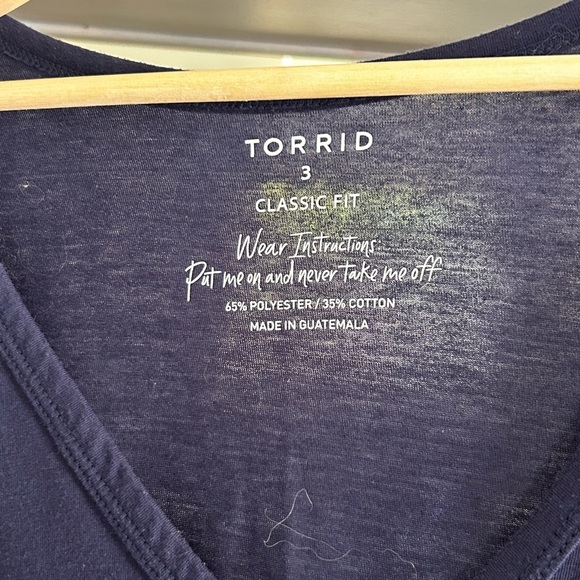 TORRID
3
CLASSIC FIT
Wear Instructions:
Put me on and never take me off
65% POLYESTER / 35% COTTON
MADE IN GUATEMALA